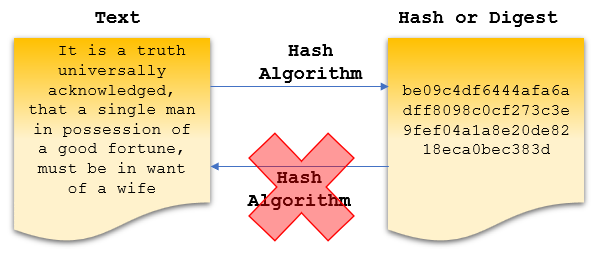 Text
It is a truth
universally
acknowledged,
that a single man
in possession of
a good fortune,
must be in want
of a wife
Hash
Algorithm
Hash
Algorithm
Hash or Digest
be09c4df6444afa6a
dff8098c0cf273c3e
9fef04a1a8e20de82
18eca0bec383d